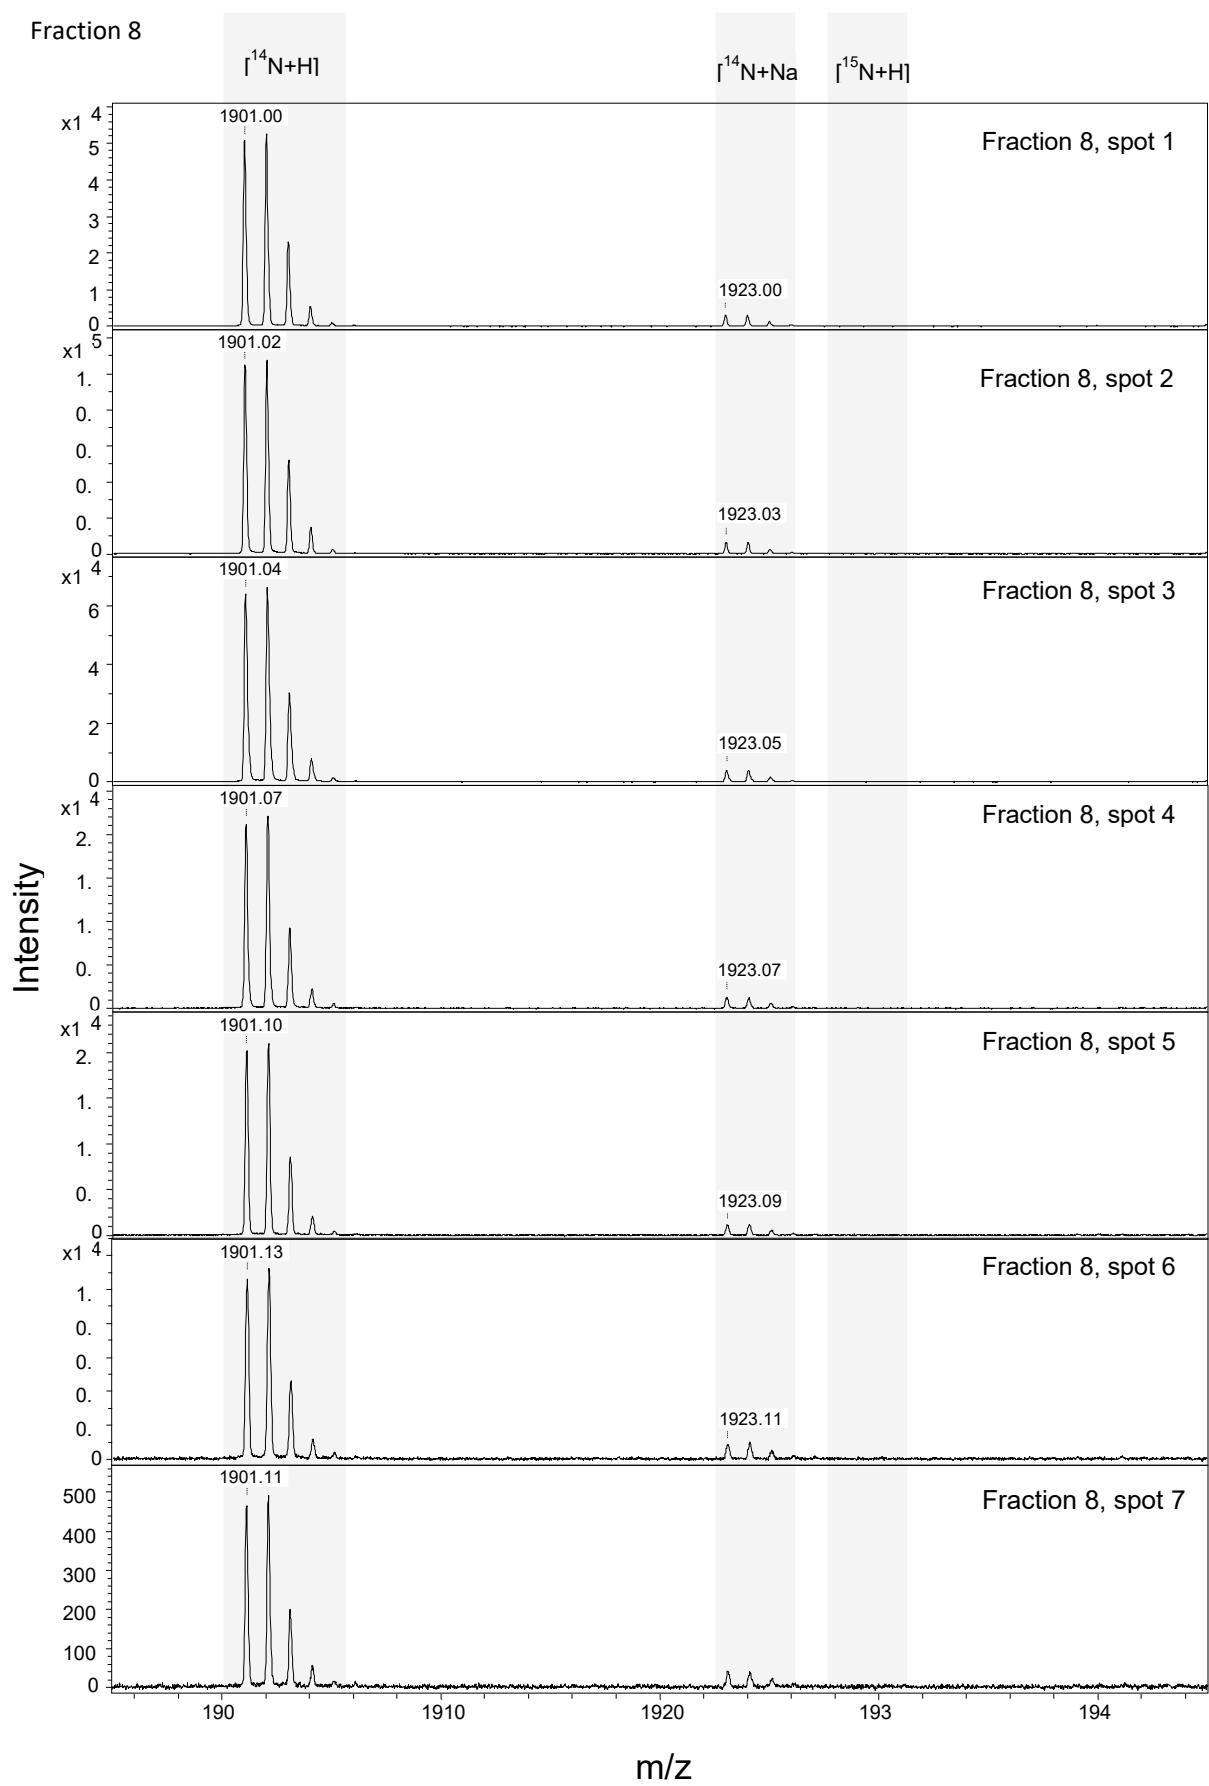 Fraction 8
⌈14N+H⌉
⌈14N+Na
⌈15N+H⌉
x1 4
1901.00
Fraction 8, spot 1
5
4
3
2
1
0
1923.00
x1 5
1901.02
Fraction 8, spot 2
1.
0.
0.
0.
0.
0
1923.03
x1 4
1901.04
Fraction 8, spot 3
6
4
2
0
1923.05
x1 4
1901.07
Fraction 8, spot 4
2.
1.
1.
0.
0
1923.07
x1 4
1901.10
Fraction 8, spot 5
2.
1.
1.
0.
0
1923.09
x1 4
1901.13
Fraction 8, spot 6
1.
0.
0.
0.
0.
0
1923.11
1901.11
Fraction 8, spot 7
500
400
300
200
100
0
190 1910 1920 193 194
Intensity
m/z